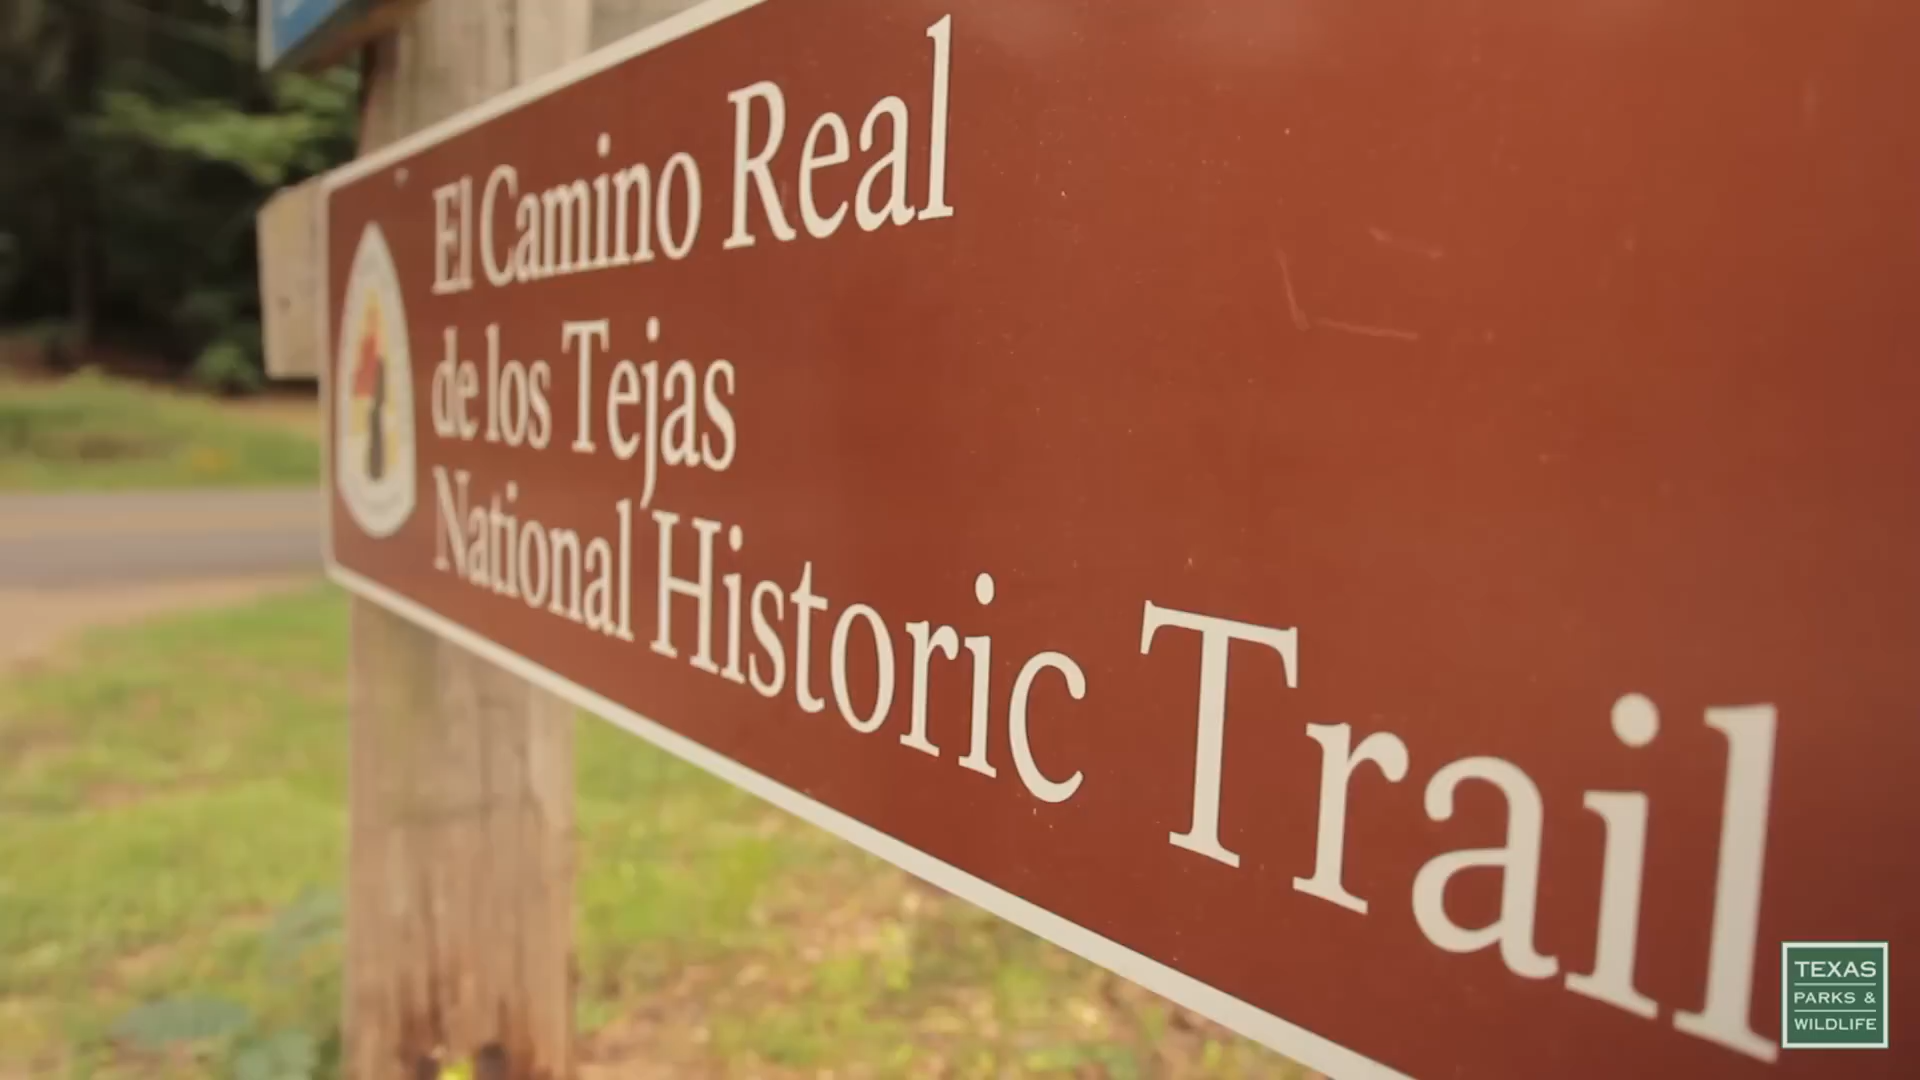 El Camino Real
de los Tejas
National Historic Trail
TEXAS
PARKS &
WILDLIFE